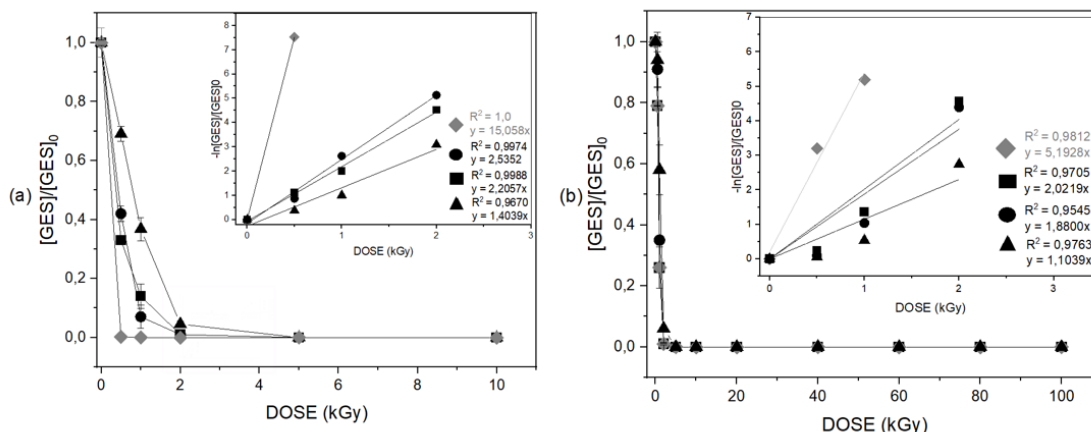 (a)
[GES]/[GES]0
1,0
0,8
0,6
0,4
0,2
0,0
0 2 4 6 8 10
DOSE (kGy)
-ln[GES]/[GES]0
8
7
6
5
4
3
2
1
0
0 1 2 3
DOSE (kGy)
R² = 1,0
y = 15,058x
R² = 0,9974
y = 2,5352
R² = 0,9988
y = 2,2057x
R² = 0,9670
y = 1,4039x
(b)
[GES]/[GES]0
1,0
0,8
0,6
0,4
0,2
0,0
0 20 40 60 80 100
DOSE (kGy)
-ln[GES]/[GES]0
7
6
5
4
3
2
1
0
-1
0 1 2 3
DOSE (kGy)
R² = 0,9812
y = 5,1928x
R² = 0,9705
y = 2,0219x
R² = 0,9545
y = 1,8800x
R² = 0,9763
y = 1,1039x